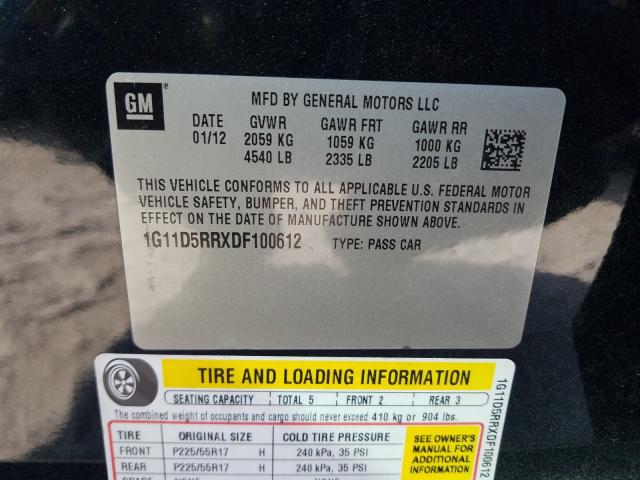 GM ®
MFD BY GENERAL MOTORS LLC
DATE GVWR GAWR FRT GAWR RR
01/12 2059 KG 1059 KG 1000 KG
4540 LB 2335 LB 2205 LB
THIS VEHICLE CONFORMS TO ALL APPLICABLE U.S. FEDERAL MOTOR
VEHICLE SAFETY, BUMPER, AND THEFT PREVENTION STANDARDS IN
EFFECT ON THE DATE OF MANUFACTURE SHOWN ABOVE.
1G11D5RRXDF100612 TYPE: PASS CAR
TIRE AND LOADING INFORMATION
SEATING CAPACITY TOTAL 5 FRONT 2 REAR 3
The combined weight of occupants and cargo should never exceed 410 kg or 904 lbs.
TIRE ORIGINAL SIZE COLD TIRE PRESSURE
FRONT P225/55R17 H 240 kPa, 35 PSI
REAR P225/55R17 H 240 kPa, 35 PSI
SEE OWNER'S
MANUAL FOR
ADDITIONAL
INFORMATION
1G11D5RRXDF100612